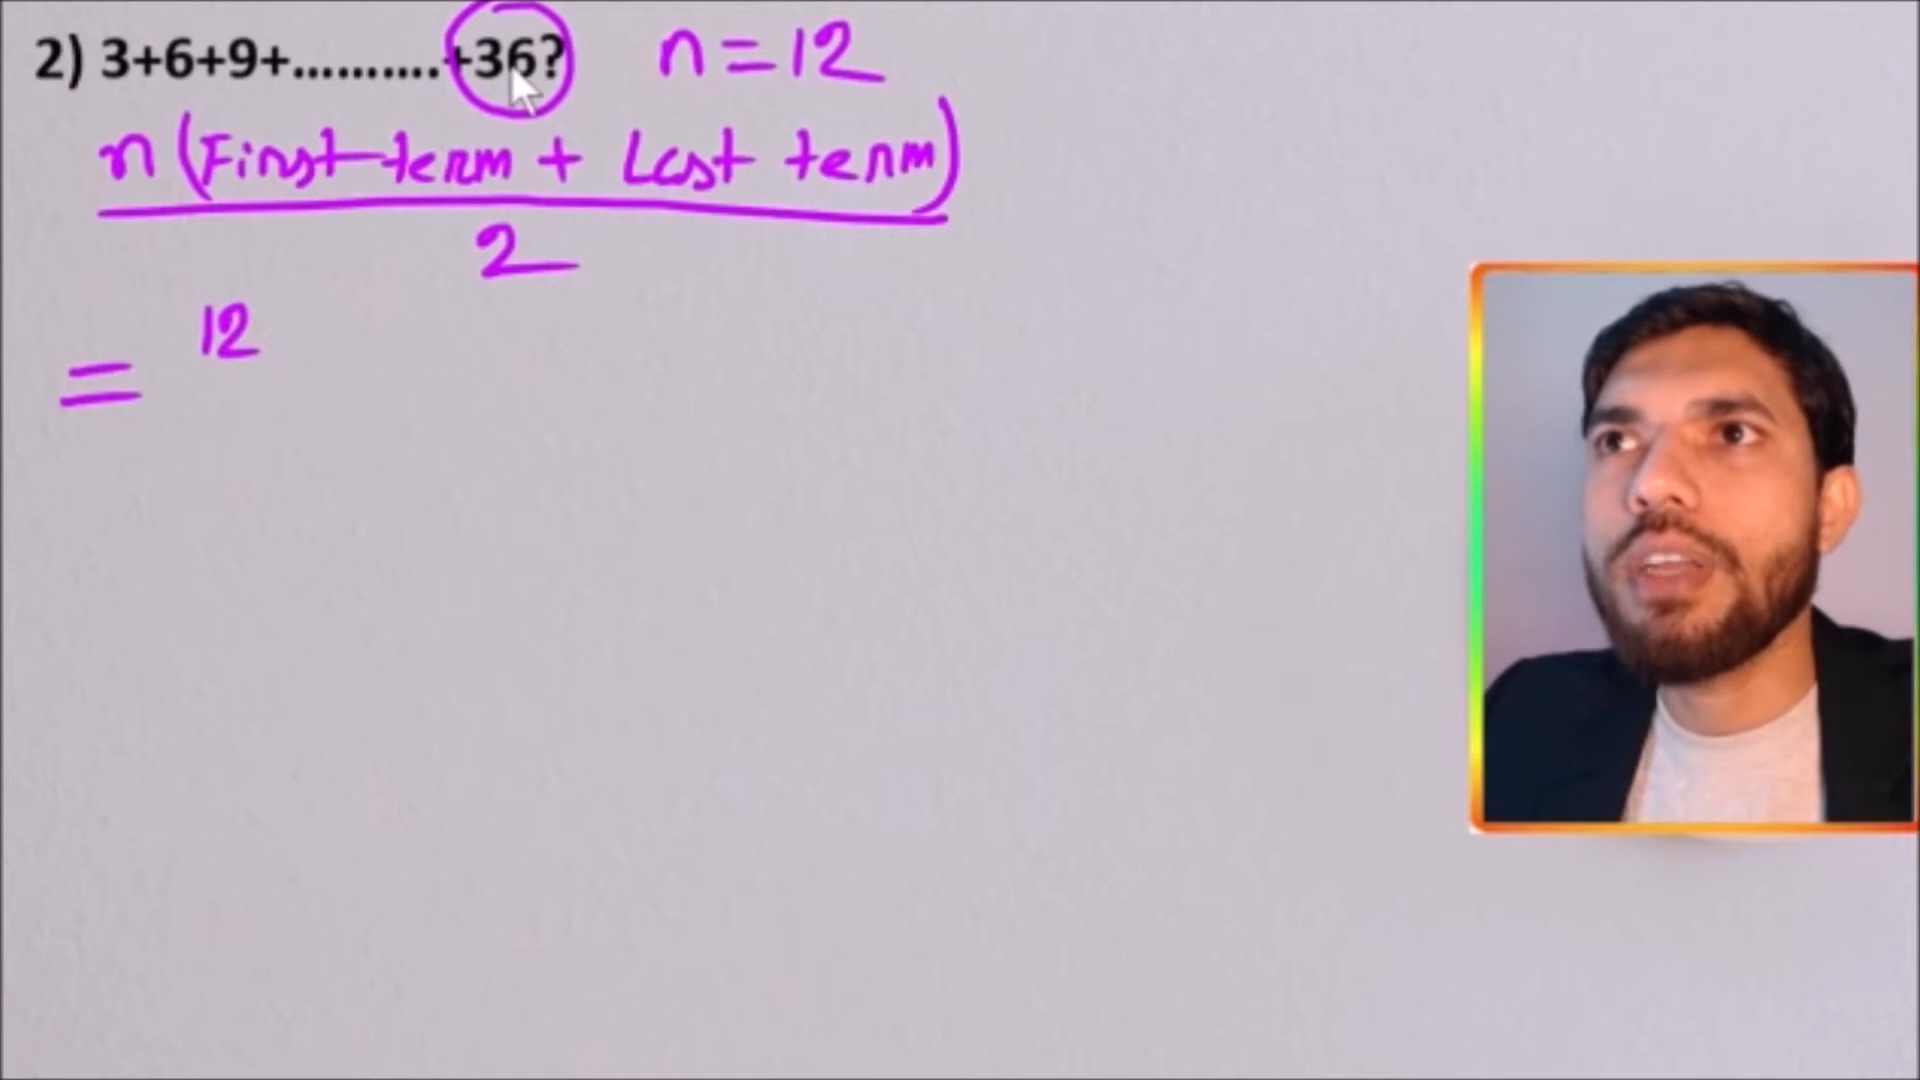 2) 3+6+9+..........+36? n=12
n(First term + Last term)
2
= 12